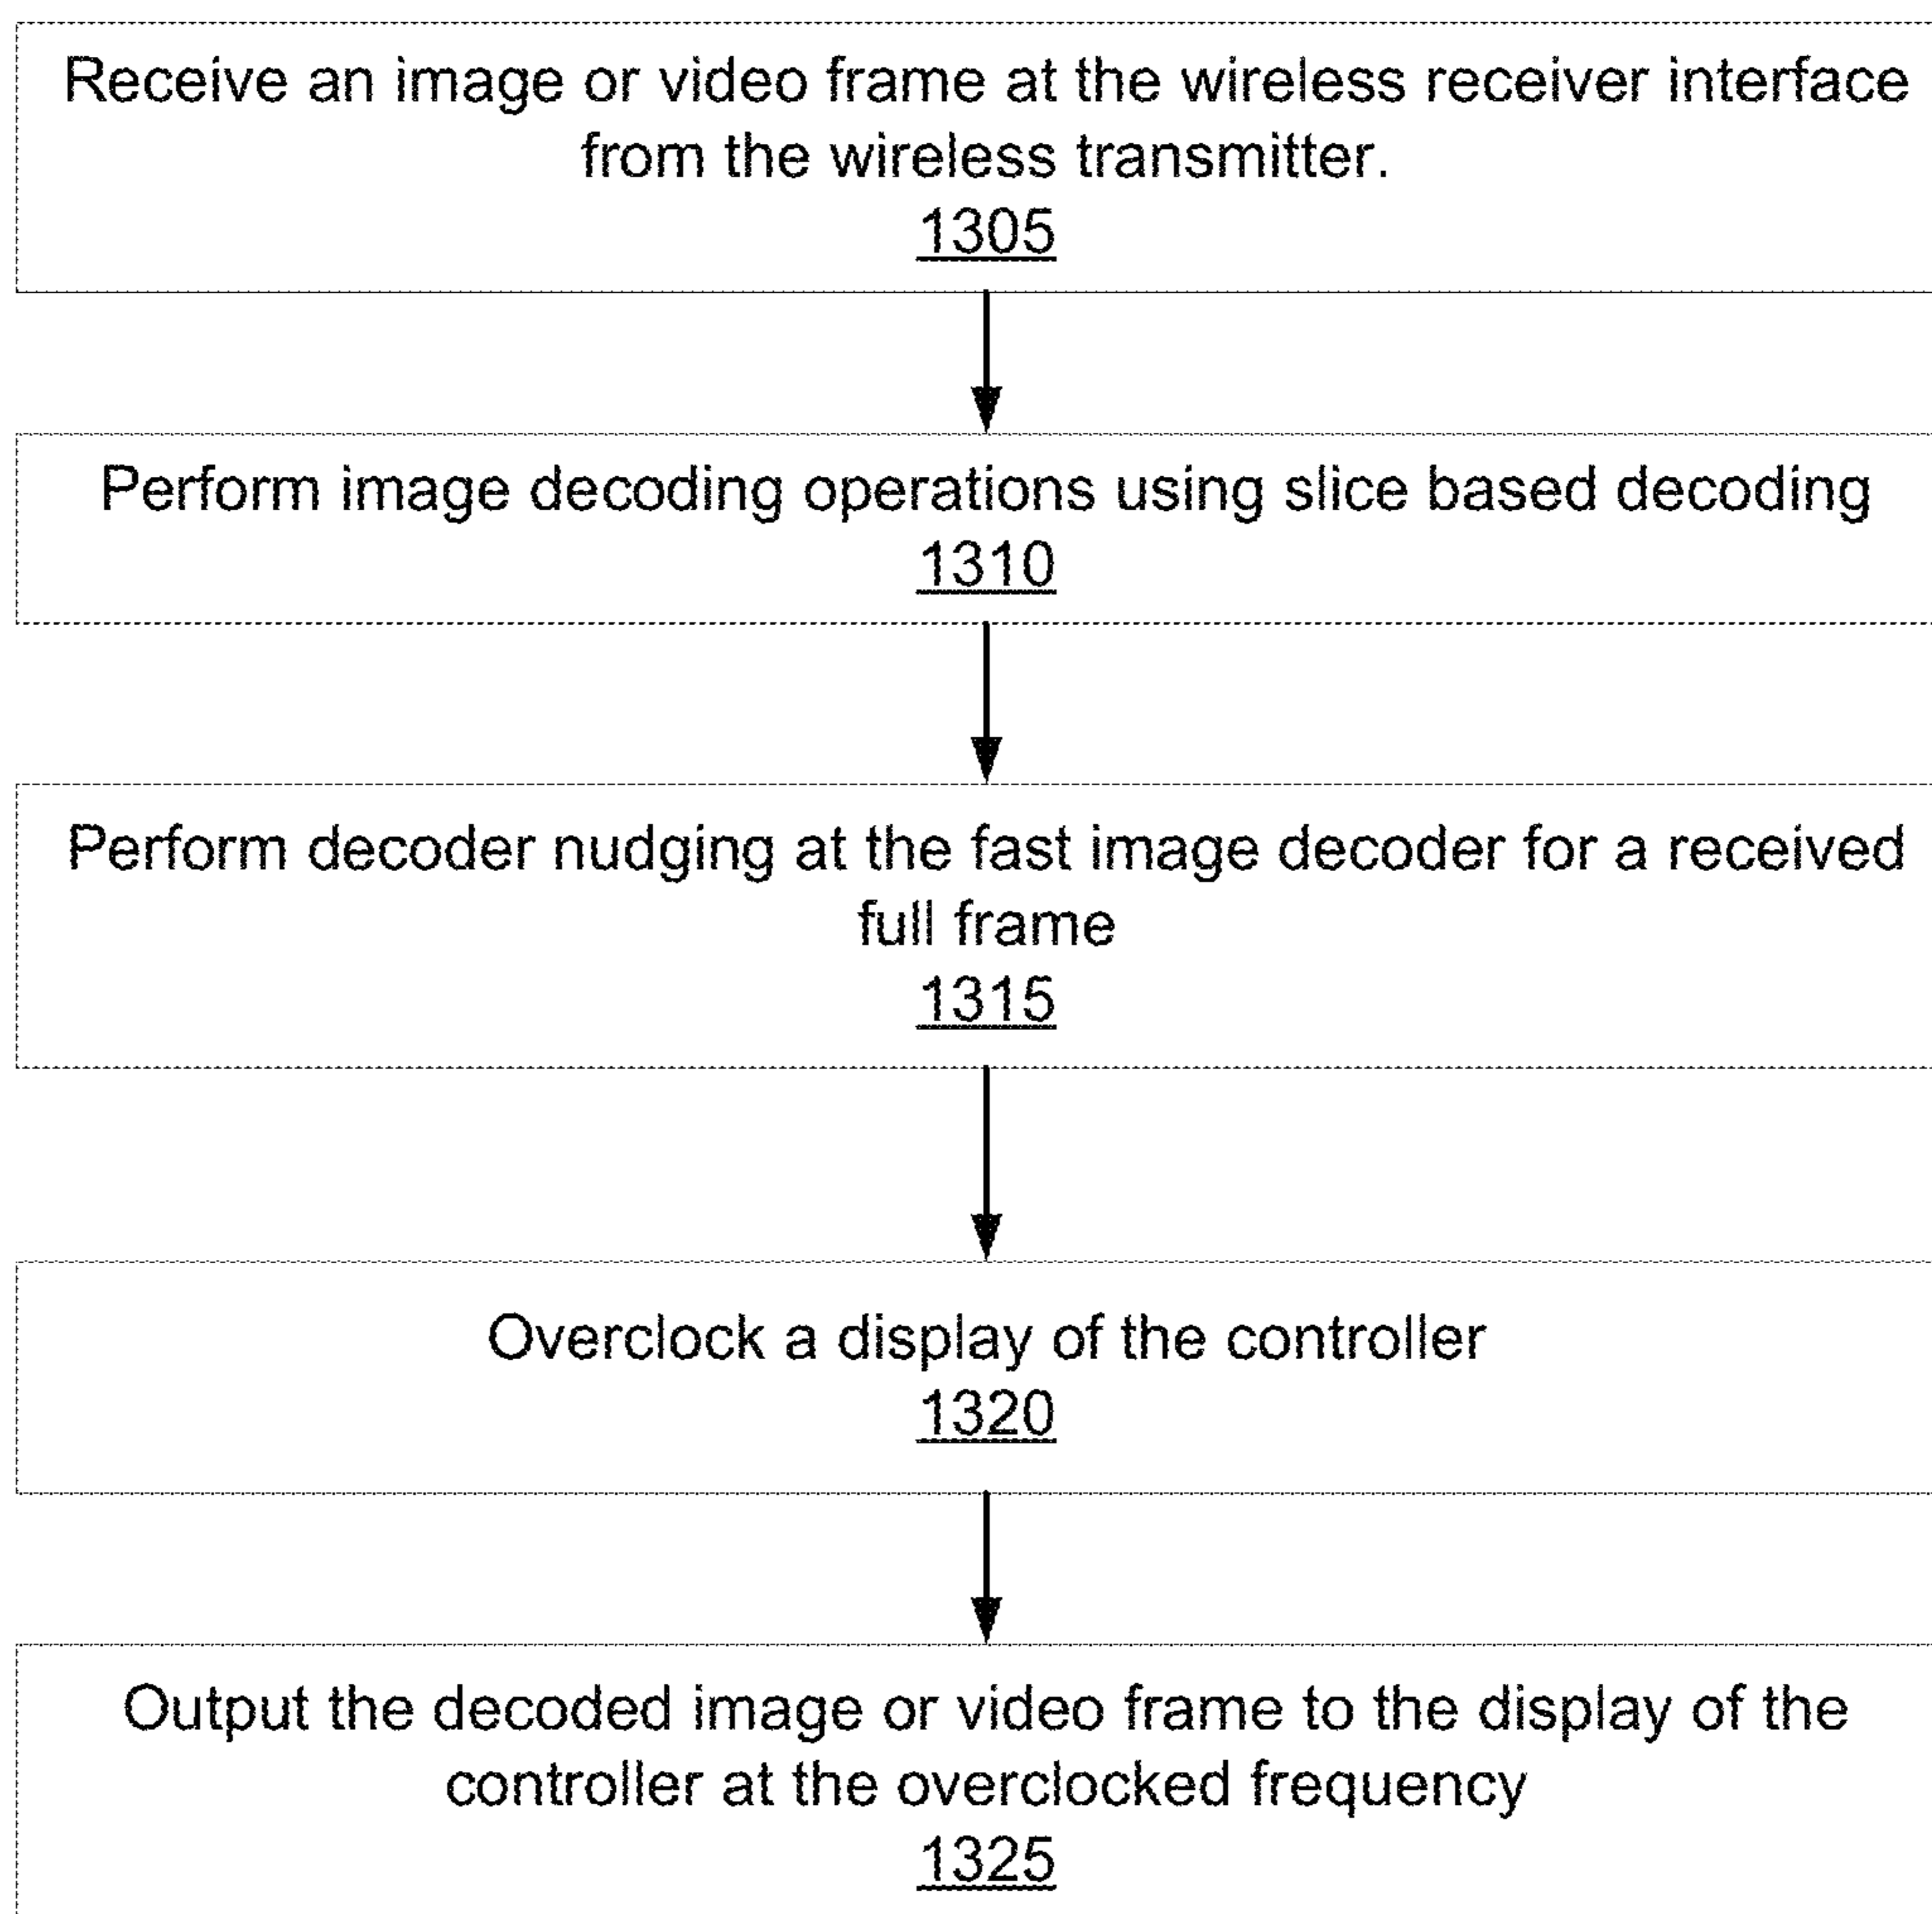 Receive an image or video frame at the wireless receiver interface
from the wireless transmitter.
1305
Perform image decoding operations using slice based decoding
1310
Perform decoder nudging at the fast image decoder for a received
full frame
1315
Overclock a display of the controller
1320
Output the decoded image or video frame to the display of the
controller at the overclocked frequency
1325